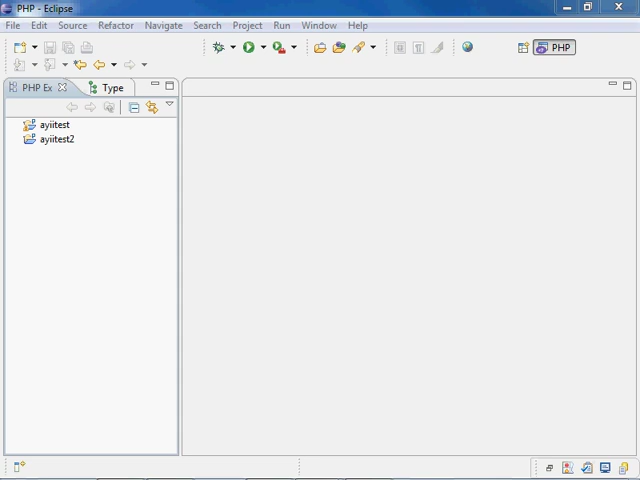 PHP - Eclipse
File Edit Source Refactor Navigate Search Project Run Window Help
PHP
PHP Ex Type
ayiitest
ayiitest2